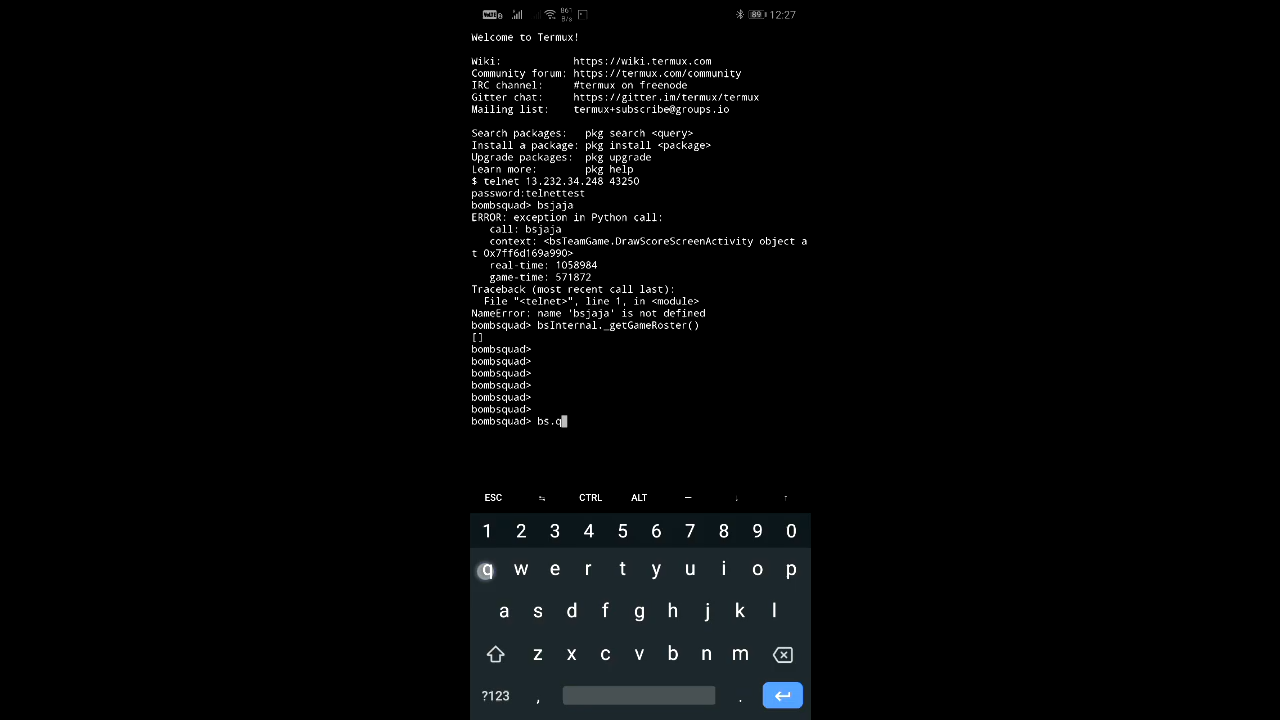 861
B/s
89 12:27
Welcome to Termux!
Wiki: https://wiki.termux.com
Community forum: https://termux.com/community
IRC channel: #termux on freenode
Gitter chat: https://gitter.im/termux/termux
Mailing list: termux+subscribe@groups.io
Search packages: pkg search <query>
Install a package: pkg install <package>
Upgrade packages: pkg upgrade
Learn more: pkg help
$ telnet 13.232.34.248 43250
password:telnettest
bombsquad> bsjaja
ERROR: exception in Python call:
call: bsjaja
context: <bsTeamGame.DrawScoreScreenActivity object a
t 0x7ff6d169a990>
real-time: 1058984
game-time: 571872
Traceback (most recent call last):
File "<telnet>", line 1, in <module>
NameError: name 'bsjaja' is not defined
bombsquad> bsInternal._getGameRoster()
[]
bombsquad>
bombsquad>
bombsquad>
bombsquad>
bombsquad>
bombsquad>
bombsquad> bs.q
ESC ⇆ CTRL ALT — ↓ ↑
1 2 3 4 5 6 7 8 9 0
q w e r t y u i o p
a s d f g h j k l
z x c v b n m
?123 , .